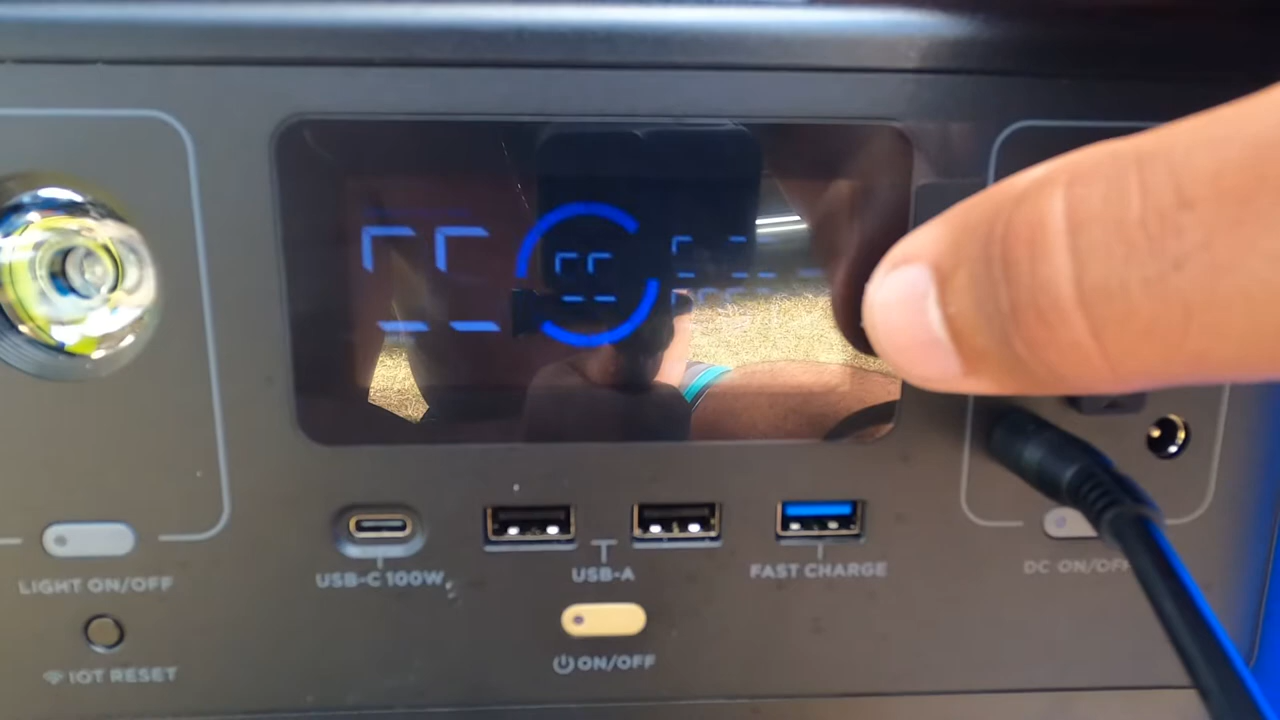 LIGHT ON/OFF
IOT RESET
USB-C 100W
USB-A
FAST CHARGE
ON/OFF
DC ON/OFF